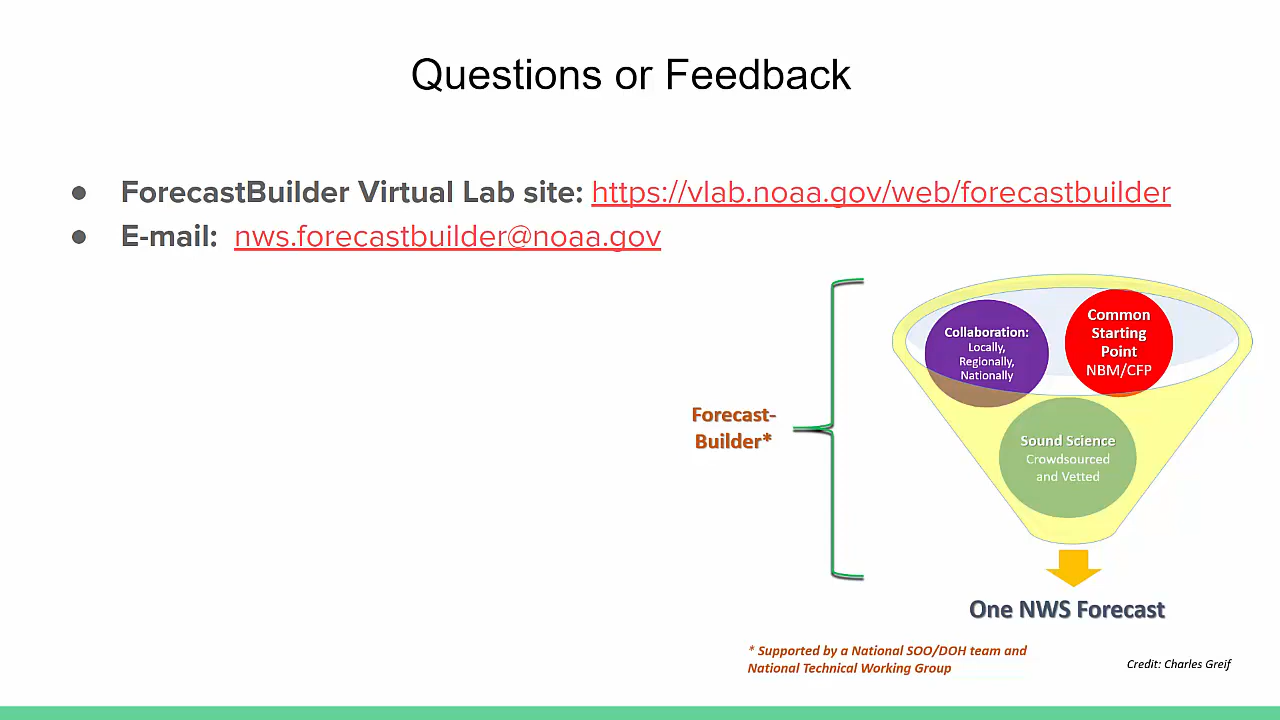 Questions or Feedback
● ForecastBuilder Virtual Lab site: https://vlab.noaa.gov/web/forecastbuilder
● E-mail: nws.forecastbuilder@noaa.gov
Forecast-
Builder*
Collaboration:
Locally,
Regionally,
Nationally
Common
Starting
Point
NBM/CFP
Sound Science
Crowdsourced
and Vetted
One NWS Forecast
* Supported by a National SOO/DOH team and
National Technical Working Group
Credit: Charles Greif